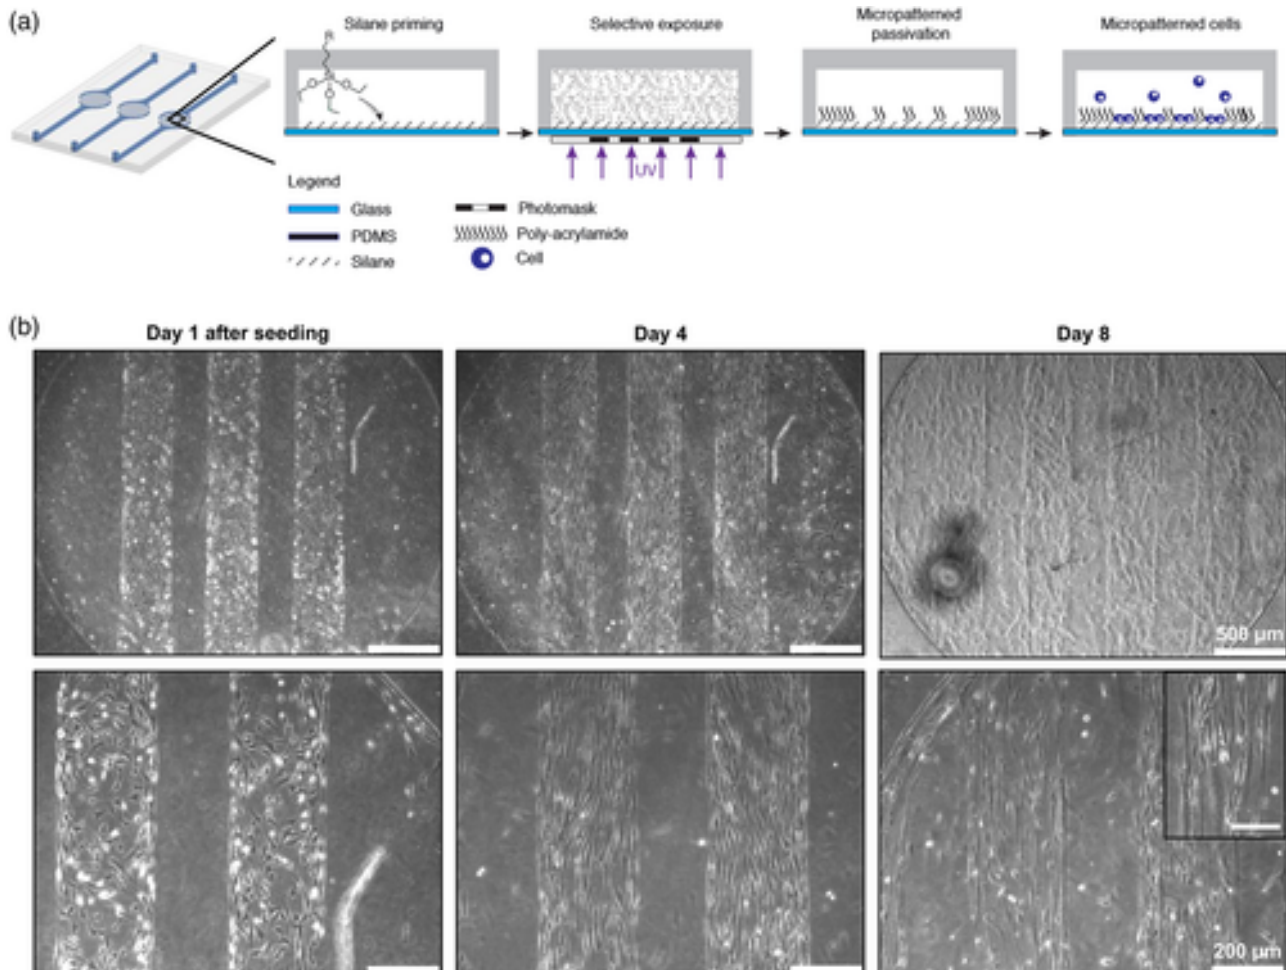 (a)
Silane priming
Selective exposure
Micropatterned
passivation
Micropatterned cells
R
UV
Legend
Glass
PDMS
Silane
Photomask
Poly-acrylamide
Cell
(b)
Day 1 after seeding
Day 4
Day 8
500 µm
200 µm